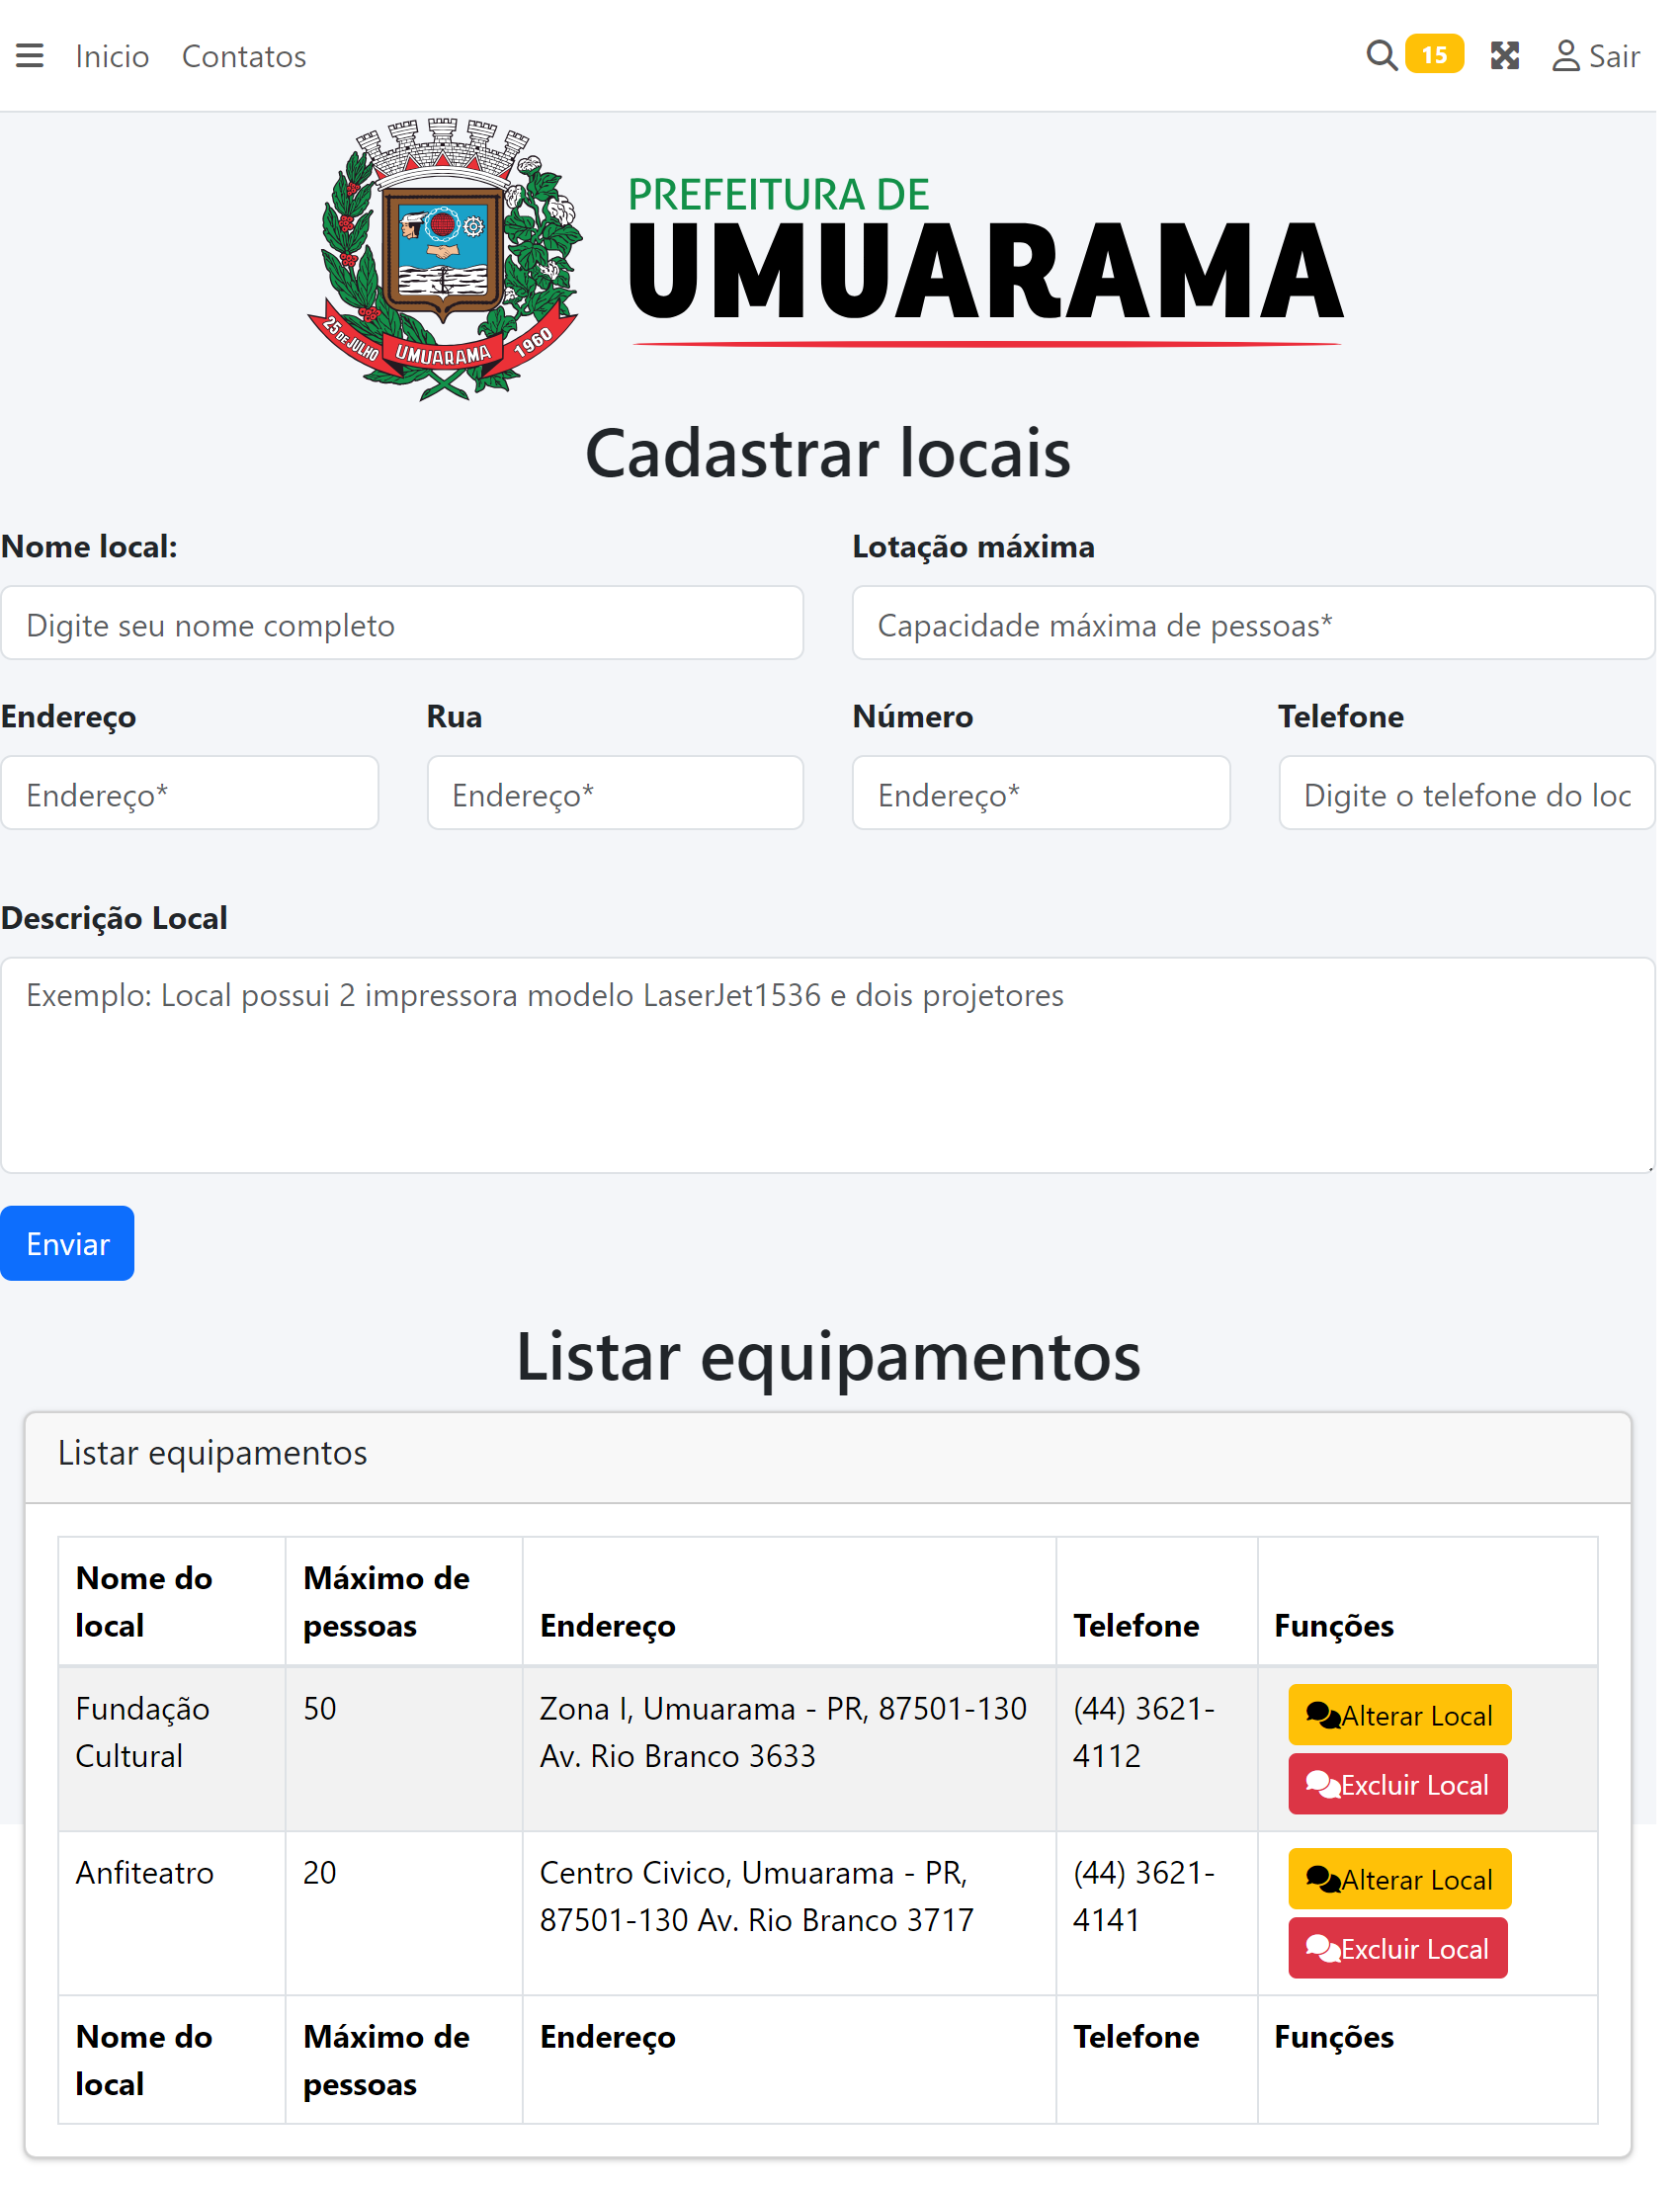 Inicio Contatos 15 Sair
PREFEITURA DE
UMUARAMA
25 DE JULHO UMUARAMA 1960
Cadastrar locais
Nome local: Lotação máxima
Digite seu nome completo Capacidade máxima de pessoas*
Endereço Rua Número Telefone
Endereço* Endereço* Endereço* Digite o telefone do loc
Descrição Local
Exemplo: Local possui 2 impressora modelo LaserJet1536 e dois projetores
Enviar
Listar equipamentos
Listar equipamentos
Nome do Máximo de
local pessoas Endereço Telefone Funções
Fundação 50 Zona I, Umuarama - PR, 87501-130 (44) 3621- Alterar Local
Cultural Av. Rio Branco 3633 4112
Excluir Local
Anfiteatro 20 Centro Civico, Umuarama - PR, (44) 3621- Alterar Local
87501-130 Av. Rio Branco 3717 4141
Excluir Local
Nome do Máximo de Endereço Telefone Funções
local pessoas